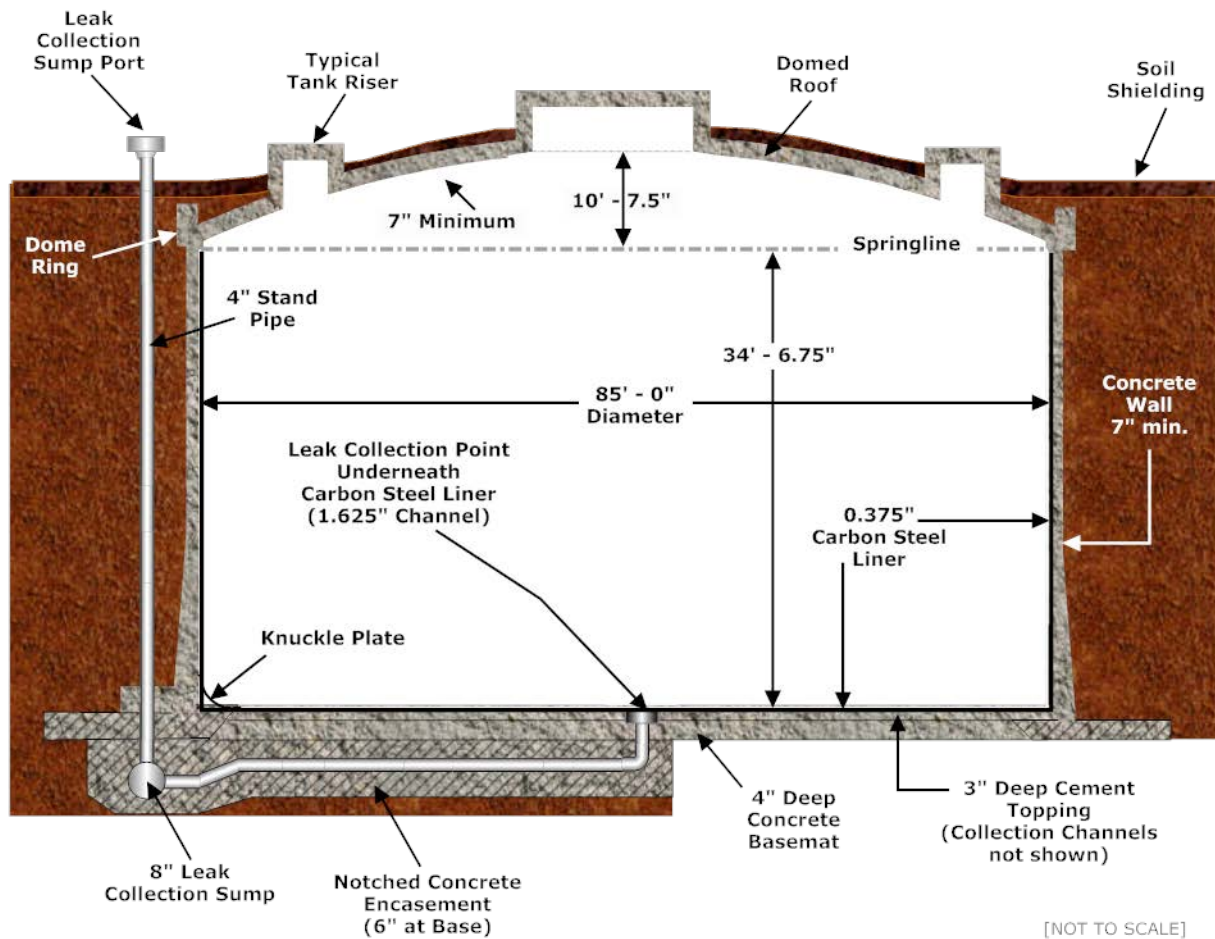 Leak
Collection
Sump Port
Typical
Tank Riser
Domed
Roof
Soil
Shielding
10' - 7.5"
7" Minimum
Dome
Ring
Springline
4" Stand
Pipe
34' - 6.75"
85' - 0"
Diameter
Concrete
Wall
7" min.
Leak Collection Point
Underneath
Carbon Steel Liner
(1.625" Channel)
0.375"
Carbon Steel
Liner
Knuckle Plate
8" Leak
Collection Sump
Notched Concrete
Encasement
(6" at Base)
4" Deep
Concrete
Basemat
3" Deep Cement
Topping
(Collection Channels
not shown)
[NOT TO SCALE]